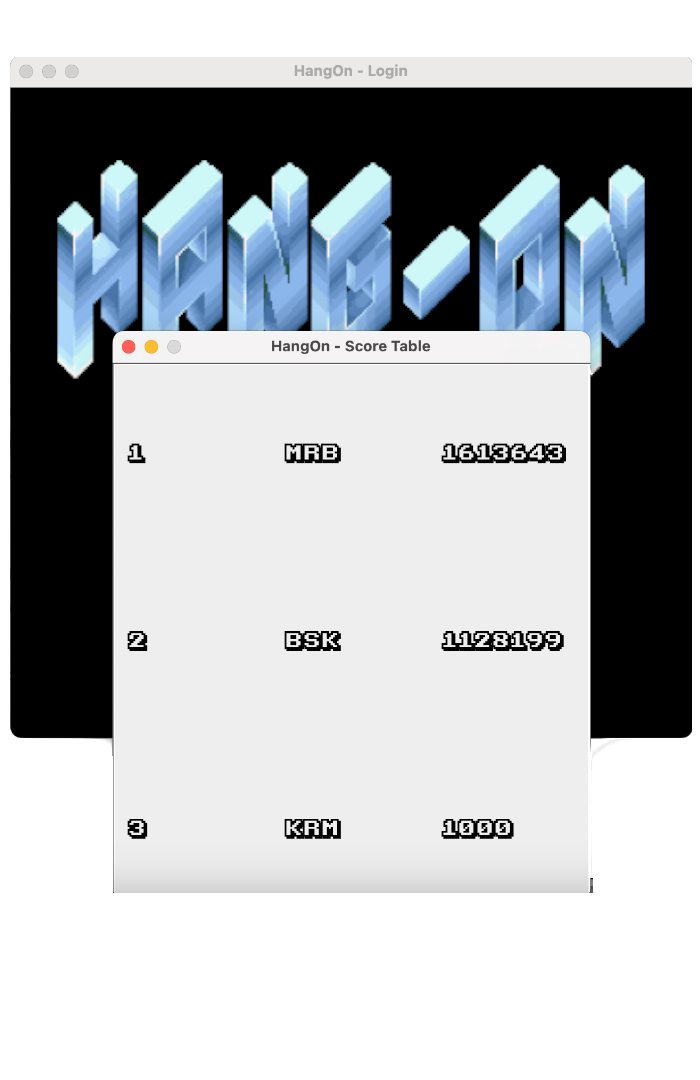 HangOn - Login
HANG-ON
HangOn - Score Table
1 MRB 1613643
2 BSK 1128199
3 KRM 1000